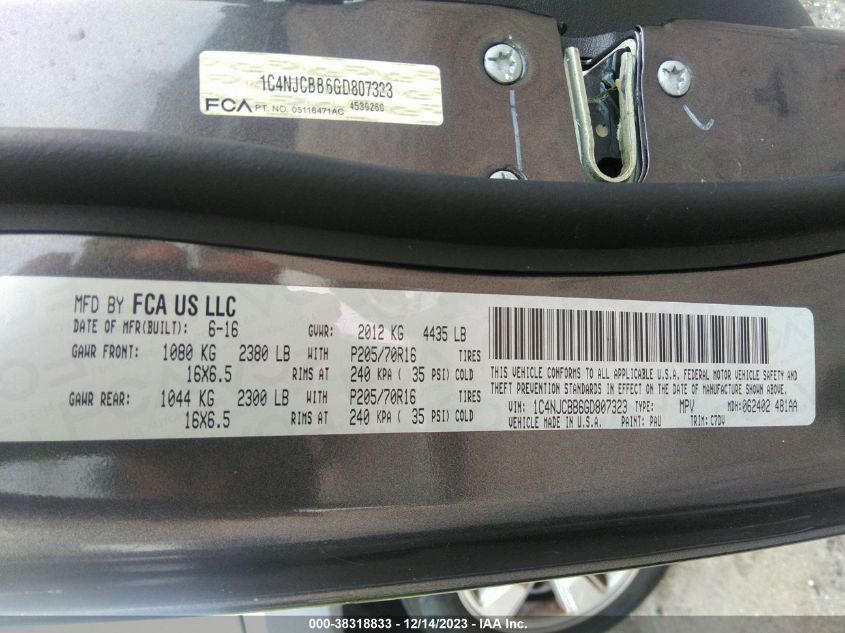 1C4NJCBB6GD807323
FCA PT. NO. 05116471AC 4530260
MFD BY FCA US LLC
DATE OF MFR(BUILT): 6-16 GVWR: 2012 KG 4435 LB
GAWR FRONT: 1080 KG 2380 LB WITH P205/70R16 TIRES
16X6.5 RIMS AT 240 KPA ( 35 PSI) COLD
GAWR REAR: 1044 KG 2300 LB WITH P205/70R16 TIRES
16X6.5 RIMS AT 240 KPA ( 35 PSI) COLD
THIS VEHICLE CONFORMS TO ALL APPLICABLE U.S.A. FEDERAL MOTOR VEHICLE SAFETY AND
THEFT PREVENTION STANDARDS IN EFFECT ON THE DATE OF MANUFACTURE SHOWN ABOVE.
VIN: 1C4NJCBB6GD807323 TYPE: MPV MDH:062402 481AA
VEHICLE MADE IN U.S.A. PAINT: PAU TRIM: C7DV
000-38318833 - 12/14/2023 - IAA Inc.